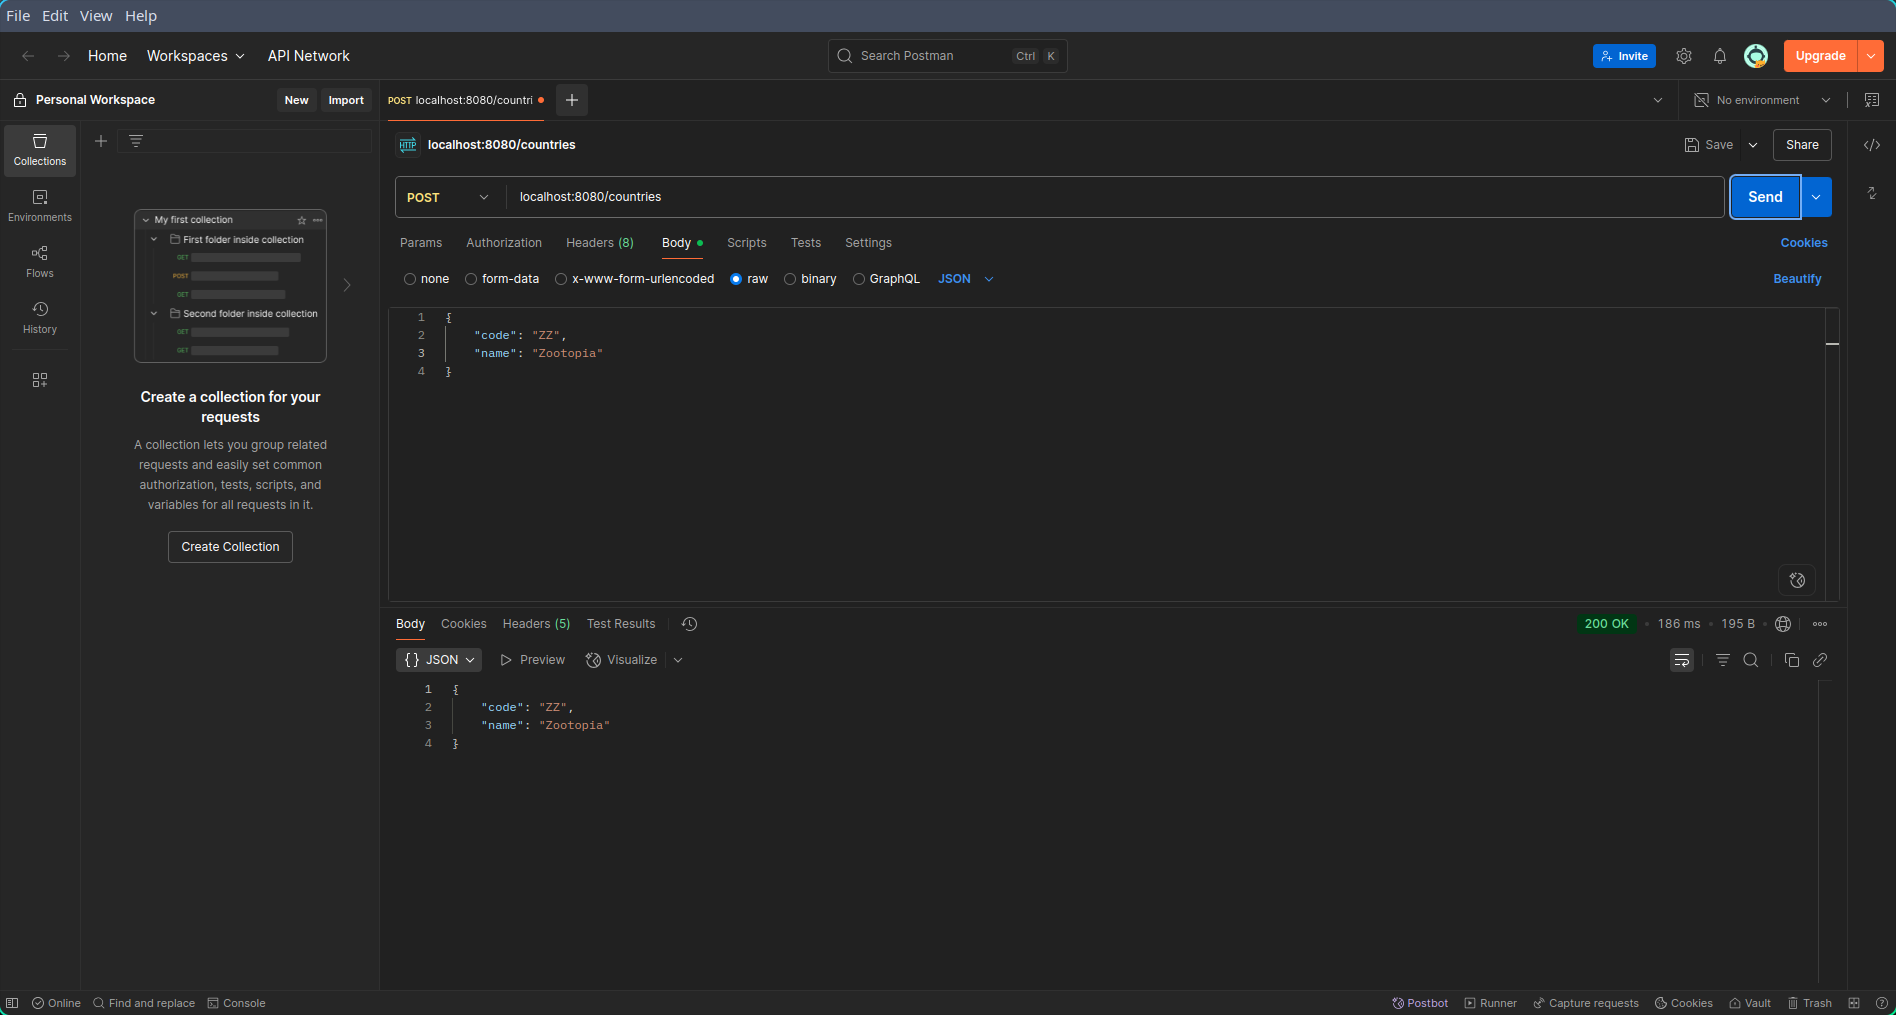 File Edit View Help
Home Workspaces API Network Search Postman Ctrl K Invite Upgrade
Personal Workspace New Import POST localhost:8080/countri No environment
Collections
Environments
Flows
History
My first collection
First folder inside collection
GET
POST
GET
Second folder inside collection
GET
GET
Create a collection for your
requests
A collection lets you group related
requests and easily set common
authorization, tests, scripts, and
variables for all requests in it.
Create Collection
HTTP localhost:8080/countries Save Share
POST localhost:8080/countries Send
Params Authorization Headers (8) Body Scripts Tests Settings Cookies
none form-data x-www-form-urlencoded raw binary GraphQL JSON Beautify
1 {
2 "code": "ZZ",
3 "name": "Zootopia"
4 }
Body Cookies Headers (5) Test Results 200 OK 186 ms 195 B
{} JSON Preview Visualize
1 {
2 "code": "ZZ",
3 "name": "Zootopia"
4 }
Online Find and replace Console Postbot Runner Capture requests Cookies Vault Trash